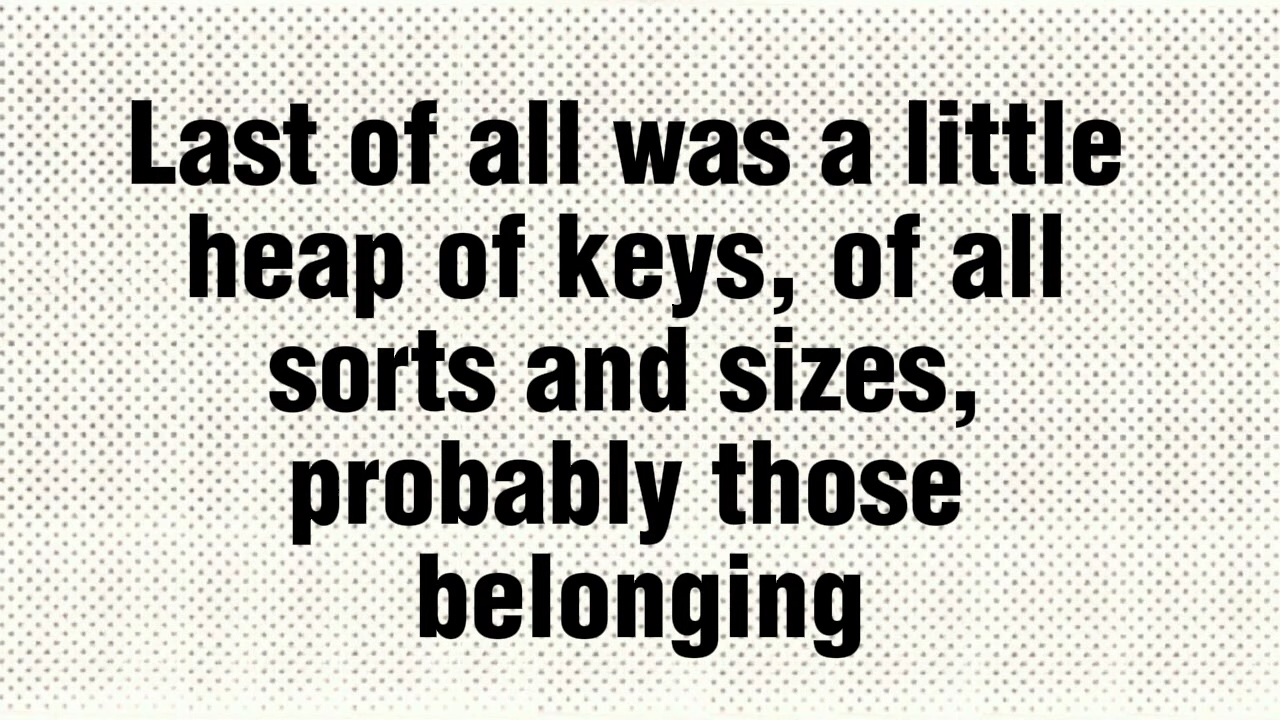 Last of all was a little
heap of keys, of all
sorts and sizes,
probably those
belonging